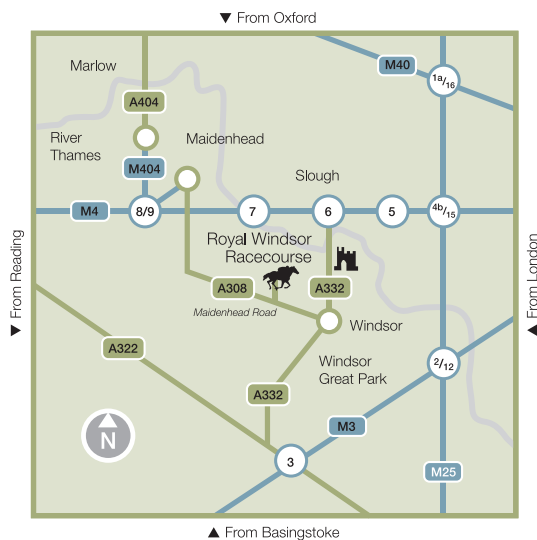 ▼ From Oxford
Marlow
M40
1a/16
A404
River
Thames
Maidenhead
M404
Slough
M4
8/9
7
6
5
4b/15
Royal Windsor
Racecourse
▼ From Reading
▼ From London
A308
A332
Maidenhead Road
Windsor
A322
Windsor
Great Park
2/12
A332
M3
N
3
M25
▲ From Basingstoke